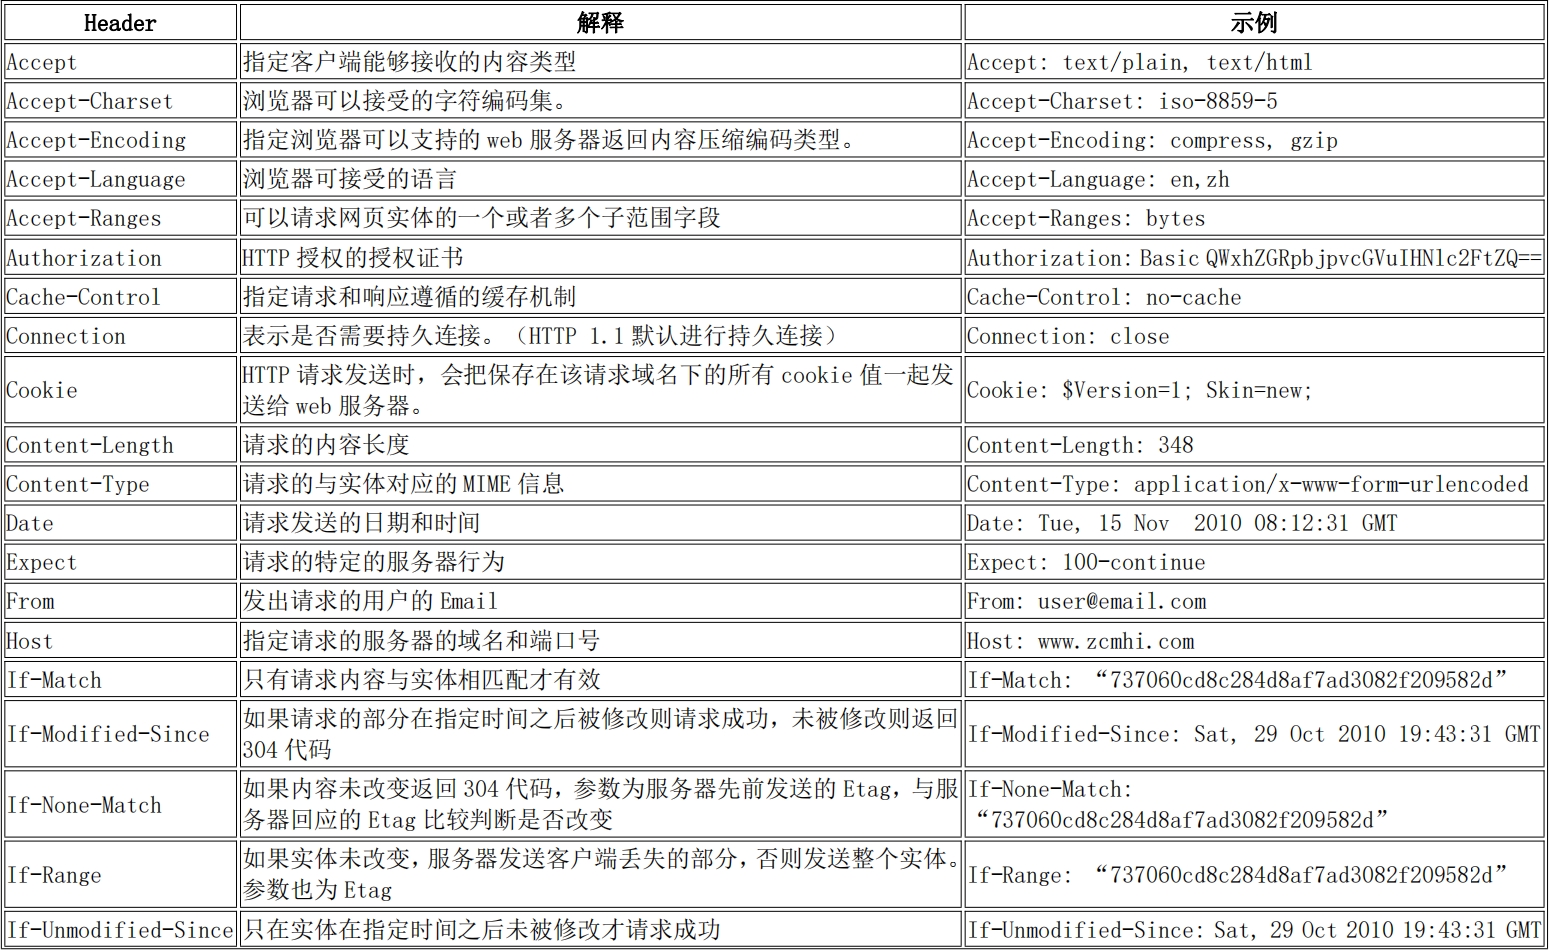 Header 解释 示例
Accept 指定客户端能够接收的内容类型 Accept: text/plain, text/html
Accept-Charset 浏览器可以接受的字符编码集。 Accept-Charset: iso-8859-5
Accept-Encoding 指定浏览器可以支持的 web 服务器返回内容压缩编码类型。 Accept-Encoding: compress, gzip
Accept-Language 浏览器可接受的语言 Accept-Language: en,zh
Accept-Ranges 可以请求网页实体的一个或者多个子范围字段 Accept-Ranges: bytes
Authorization HTTP 授权的授权证书 Authorization: Basic QWxhZGRpbjpvcGVuIHNlc2FtZQ==
Cache-Control 指定请求和响应遵循的缓存机制 Cache-Control: no-cache
Connection 表示是否需要持久连接。（HTTP 1.1 默认进行持久连接） Connection: close
Cookie HTTP 请求发送时，会把保存在该请求域名下的所有 cookie 值一起发
送给 web 服务器。 Cookie: $Version=1; Skin=new;
Content-Length 请求的内容长度 Content-Length: 348
Content-Type 请求的与实体对应的 MIME 信息 Content-Type: application/x-www-form-urlencoded
Date 请求发送的日期和时间 Date: Tue, 15 Nov  2010 08:12:31 GMT
Expect 请求的特定的服务器行为 Expect: 100-continue
From 发出请求的用户的 Email From: user@email.com
Host 指定请求的服务器的域名和端口号 Host: www.zcmhi.com
If-Match 只有请求内容与实体相匹配才有效 If-Match: “737060cd8c284d8af7ad3082f209582d”
If-Modified-Since 如果请求的部分在指定时间之后被修改则请求成功，未被修改则返回
304 代码 If-Modified-Since: Sat, 29 Oct 2010 19:43:31 GMT
If-None-Match 如果内容未改变返回 304 代码，参数为服务器先前发送的 Etag，与服
务器回应的 Etag 比较判断是否改变 If-None-Match:
“737060cd8c284d8af7ad3082f209582d”
If-Range 如果实体未改变，服务器发送客户端丢失的部分，否则发送整个实体。
参数也为 Etag If-Range: “737060cd8c284d8af7ad3082f209582d”
If-Unmodified-Since 只在实体在指定时间之后未被修改才请求成功 If-Unmodified-Since: Sat, 29 Oct 2010 19:43:31 GMT